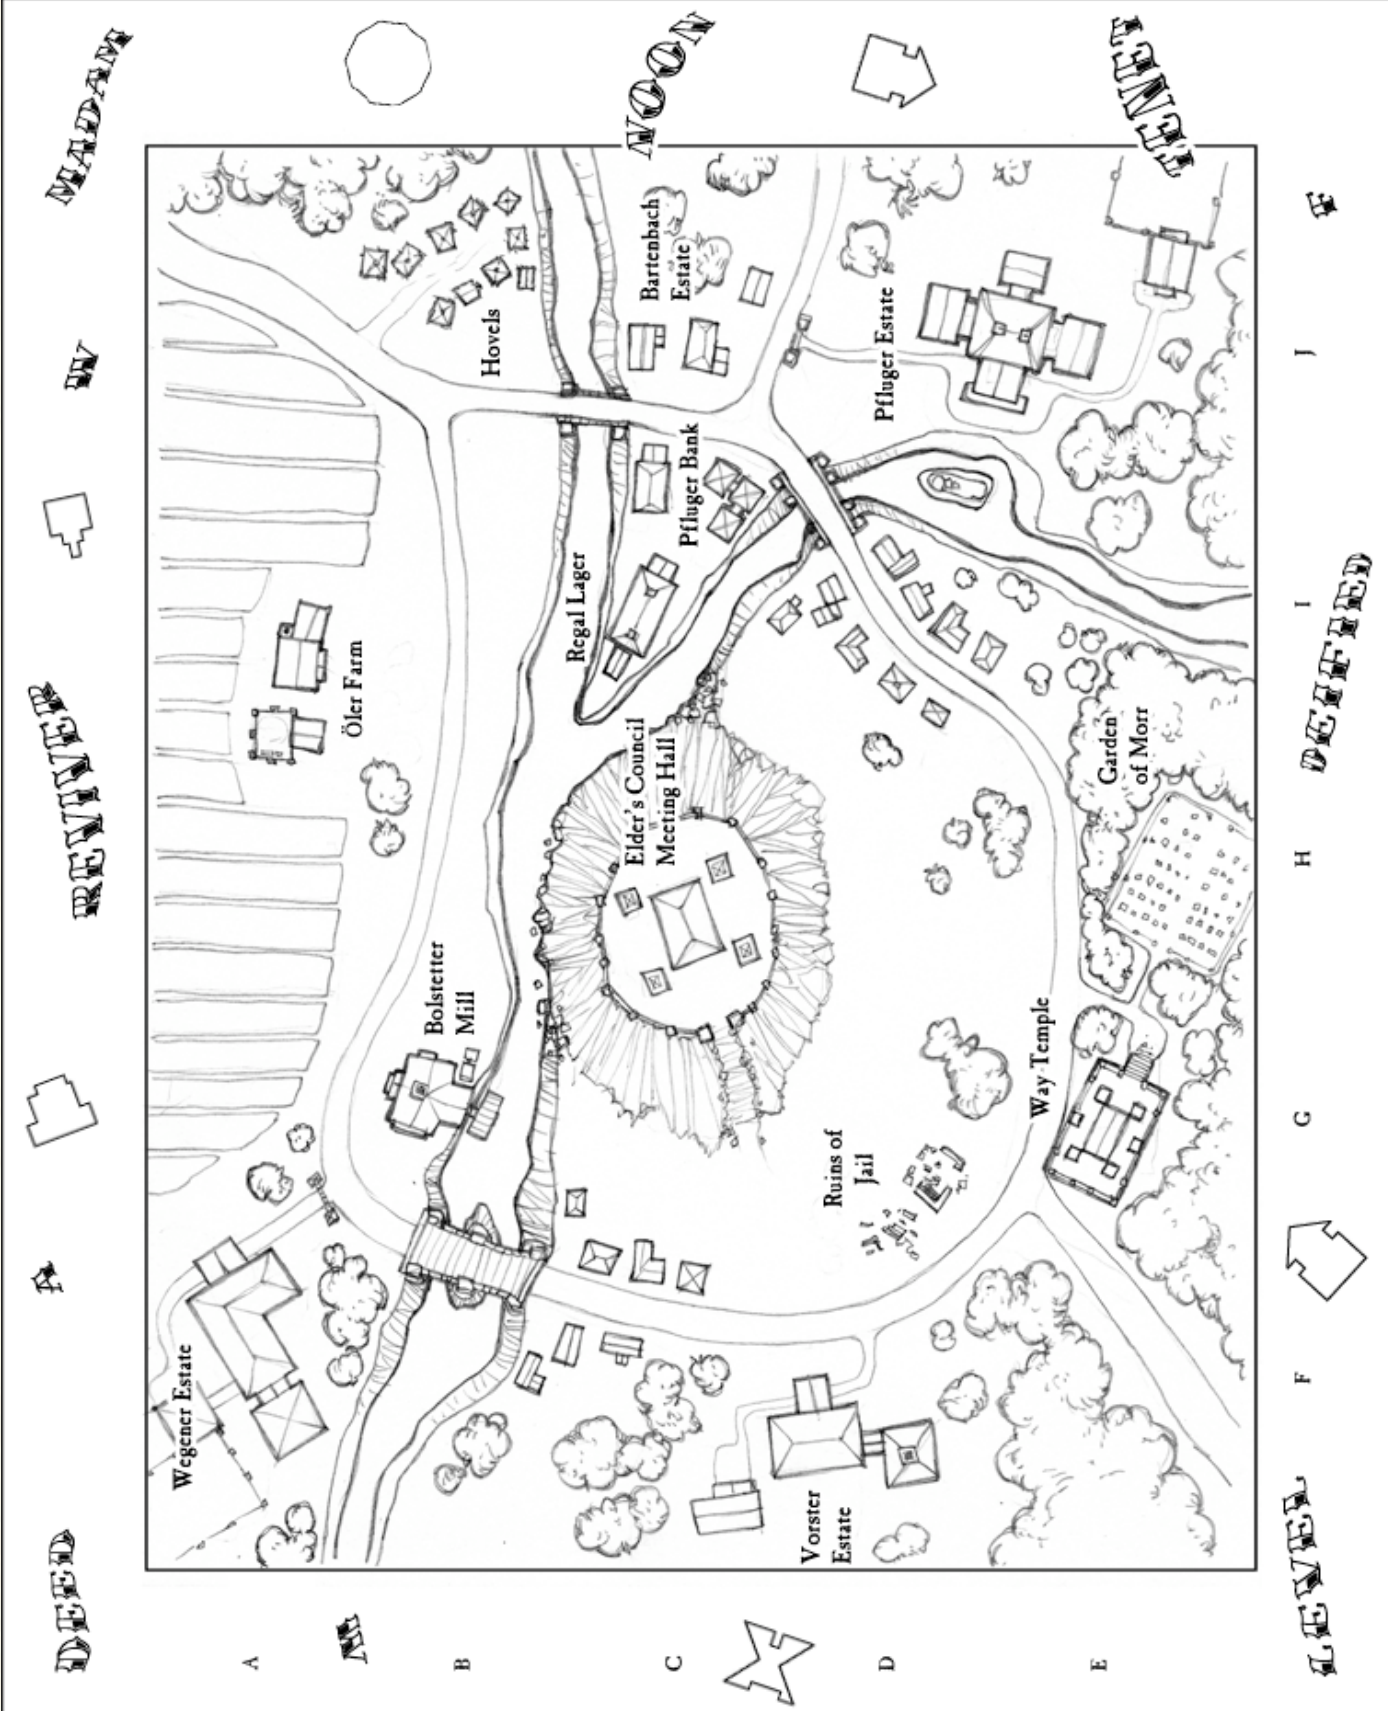 DEED
A
REVIVER
W
MADAM
A
Wegener Estate
Öler Farm
M
B
Bolstetter
Mill
Hovels
Regal Lager
C
Elder's Council
Meeting Hall
Pfluger Bank
Bartenbach
Estate
NOON
Vorster
Estate
Ruins of
Jail
D
Pfluger Estate
Way Temple
Garden
of Morr
E
TENET
LEVEL
F
G
H
I
J
E
DEIFIED